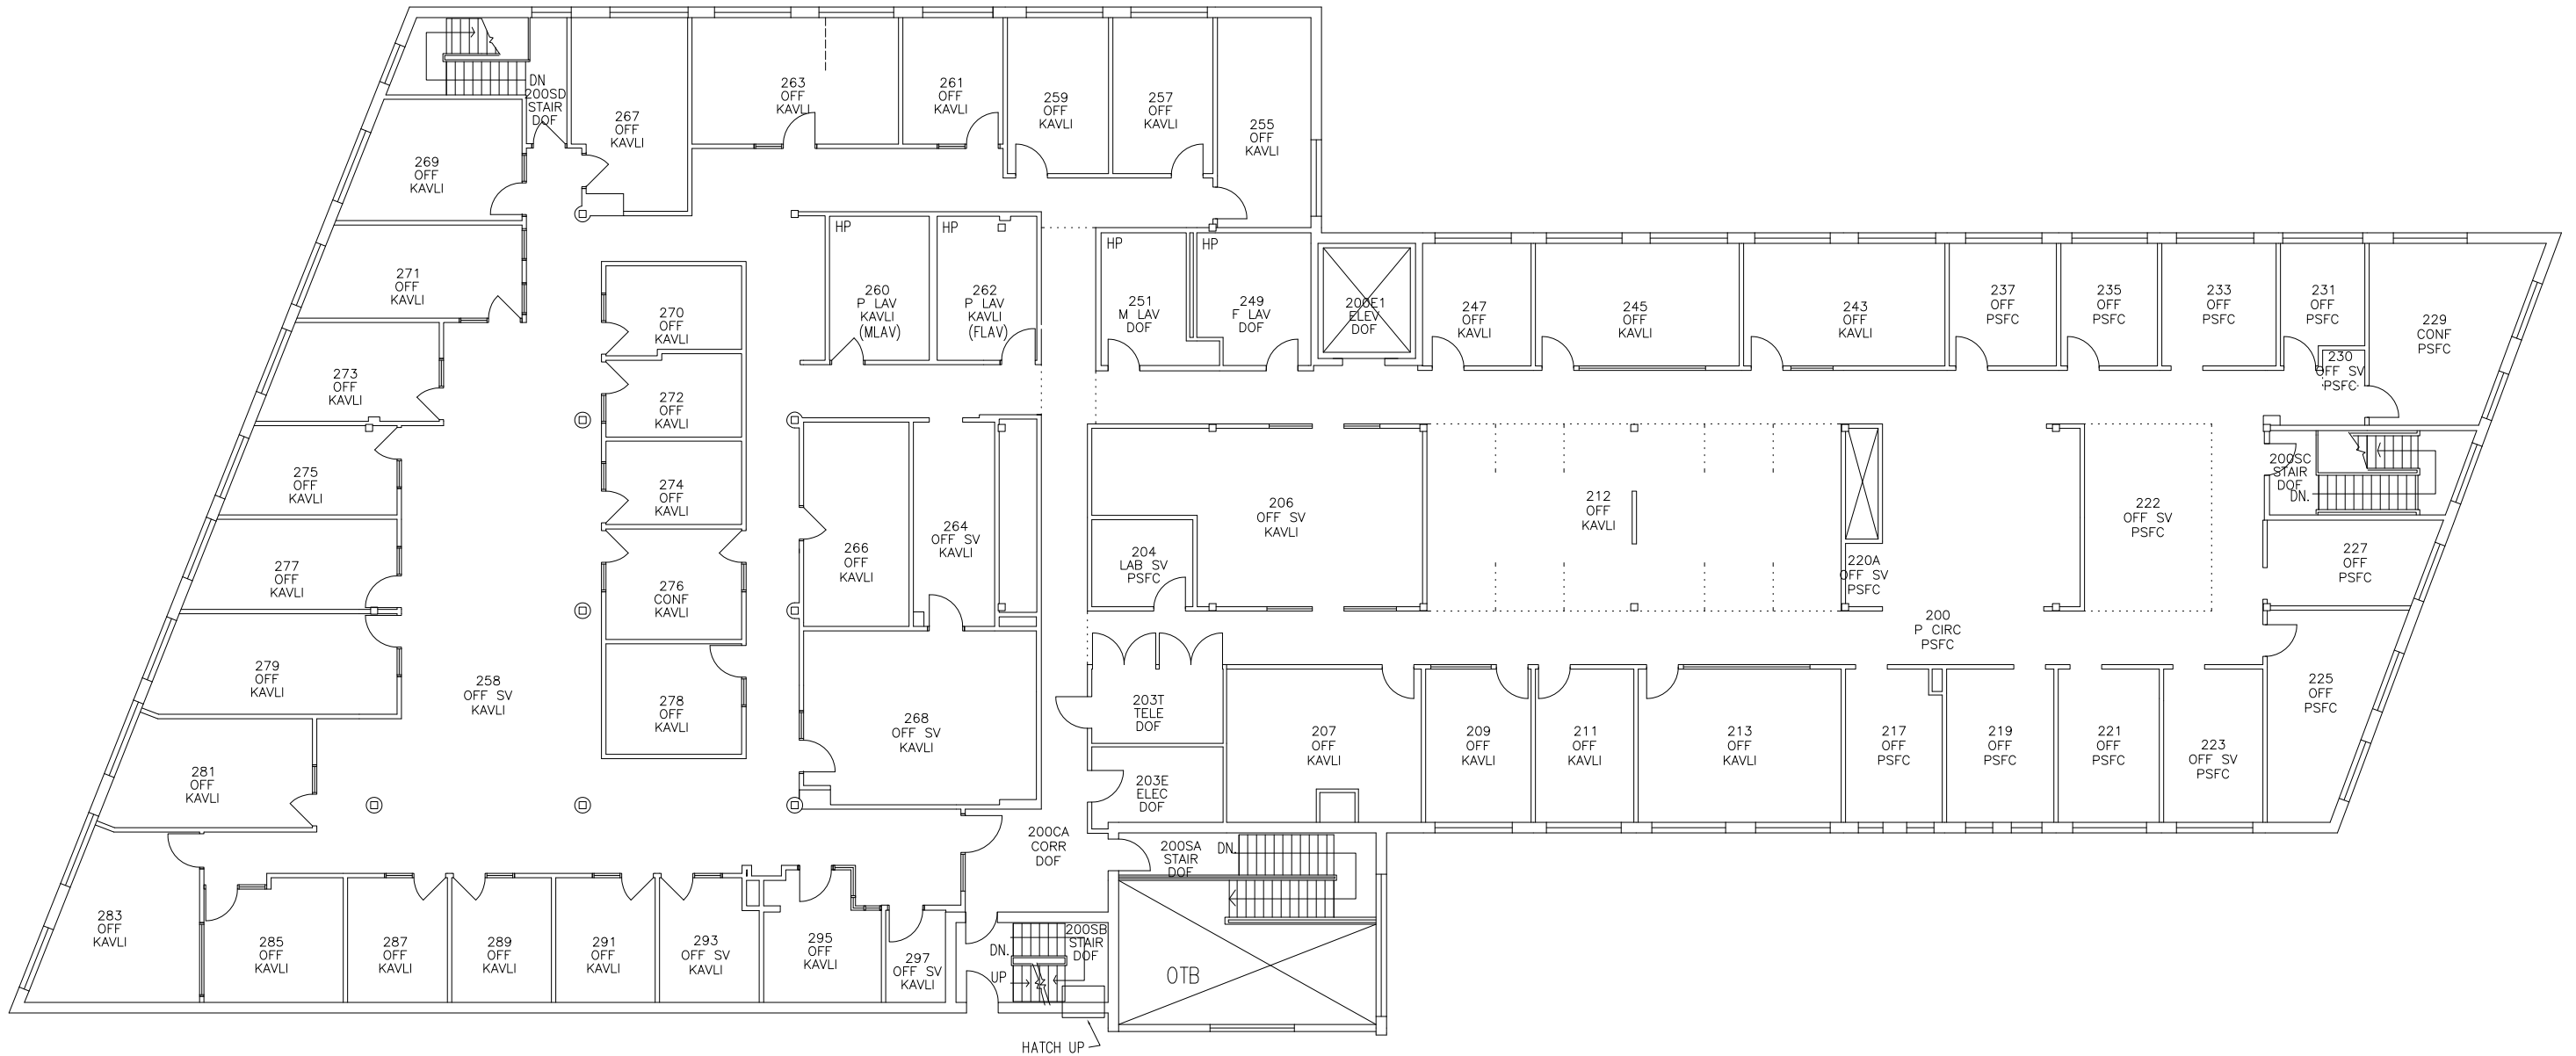 DN
200SD
STAIR
DOF
267
OFF
KAVLI
263
OFF
KAVLI
261
OFF
KAVLI
259
OFF
KAVLI
257
OFF
KAVLI
255
OFF
KAVLI
269
OFF
KAVLI
271
OFF
KAVLI
270
OFF
KAVLI
HP
260
P LAV
KAVLI
(MLAV)
HP
262
P LAV
KAVLI
(FLAV)
HP
251
M LAV
DOF
HP
249
F LAV
DOF
200E1
ELEV
DOF
247
OFF
KAVLI
245
OFF
KAVLI
243
OFF
KAVLI
237
OFF
PSFC
235
OFF
PSFC
233
OFF
PSFC
231
OFF
PSFC
229
CONF
PSFC
230
OFF SV
PSFC
273
OFF
KAVLI
272
OFF
KAVLI
275
OFF
KAVLI
274
OFF
KAVLI
266
OFF
KAVLI
264
OFF SV
KAVLI
206
OFF SV
KAVLI
204
LAB SV
PSFC
212
OFF
KAVLI
220A
OFF SV
PSFC
222
OFF SV
PSFC
200SC
STAIR
DOF
DN.
227
OFF
PSFC
277
OFF
KAVLI
276
CONF
KAVLI
200
P CIRC
PSFC
279
OFF
KAVLI
258
OFF SV
KAVLI
278
OFF
KAVLI
268
OFF SV
KAVLI
203T
TELE
DOF
207
OFF
KAVLI
209
OFF
KAVLI
211
OFF
KAVLI
213
OFF
KAVLI
217
OFF
PSFC
219
OFF
PSFC
221
OFF
PSFC
223
OFF SV
PSFC
225
OFF
PSFC
281
OFF
KAVLI
203E
ELEC
DOF
200CA
CORR
DOF
200SA
STAIR
DOF
DN.
283
OFF
KAVLI
285
OFF
KAVLI
287
OFF
KAVLI
289
OFF
KAVLI
291
OFF
KAVLI
293
OFF SV
KAVLI
295
OFF
KAVLI
297
OFF SV
KAVLI
DN.
UP
200SB
STAIR
DOF
OTB
HATCH UP